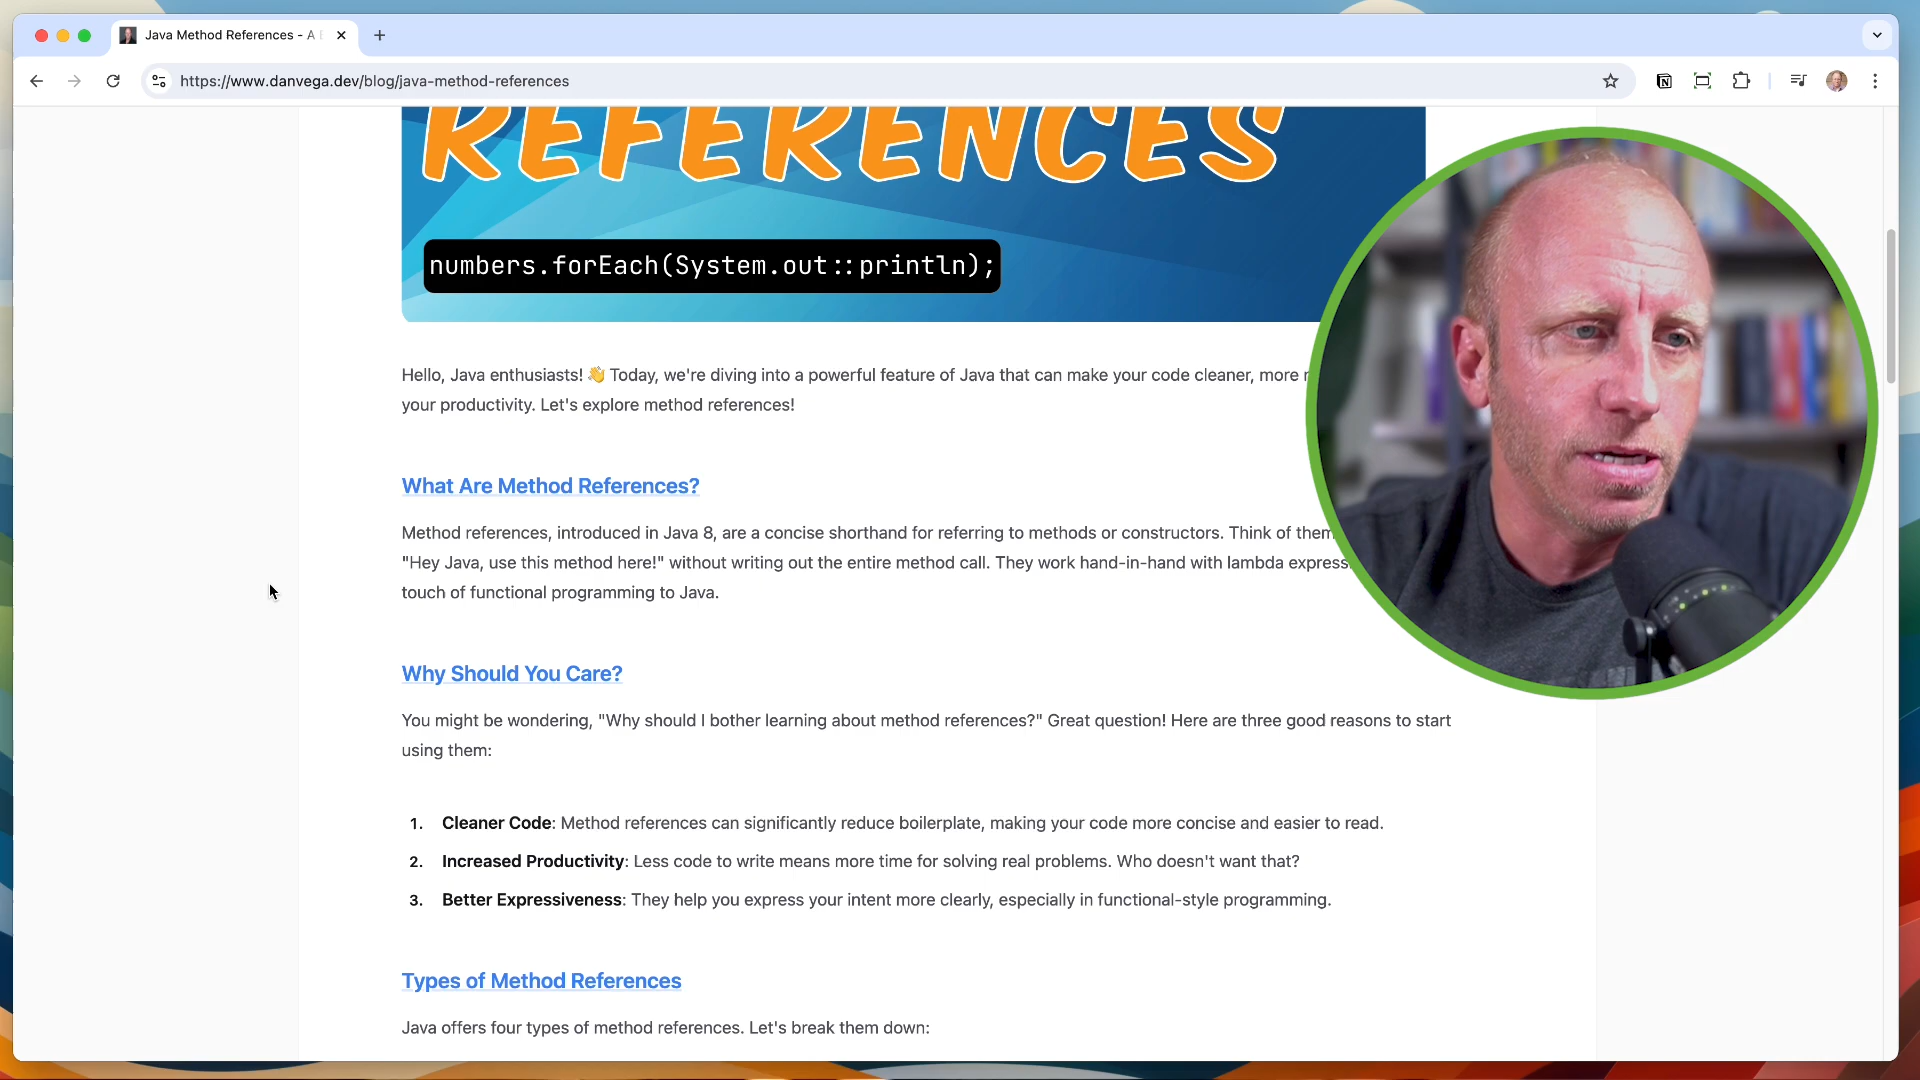 Java Method References - A
https://www.danvega.dev/blog/java-method-references
REFERENCES
numbers.forEach(System.out::println);
Hello, Java enthusiasts! 👋 Today, we're diving into a powerful feature of Java that can make your code cleaner, more
your productivity. Let's explore method references!
What Are Method References?
Method references, introduced in Java 8, are a concise shorthand for referring to methods or constructors. Think of them
"Hey Java, use this method here!" without writing out the entire method call. They work hand-in-hand with lambda
touch of functional programming to Java.
Why Should You Care?
You might be wondering, "Why should I bother learning about method references?" Great question! Here are three good reasons to start
using them:
1. Cleaner Code: Method references can significantly reduce boilerplate, making your code more concise and easier to read.
2. Increased Productivity: Less code to write means more time for solving real problems. Who doesn't want that?
3. Better Expressiveness: They help you express your intent more clearly, especially in functional-style programming.
Types of Method References
Java offers four types of method references. Let's break them down: